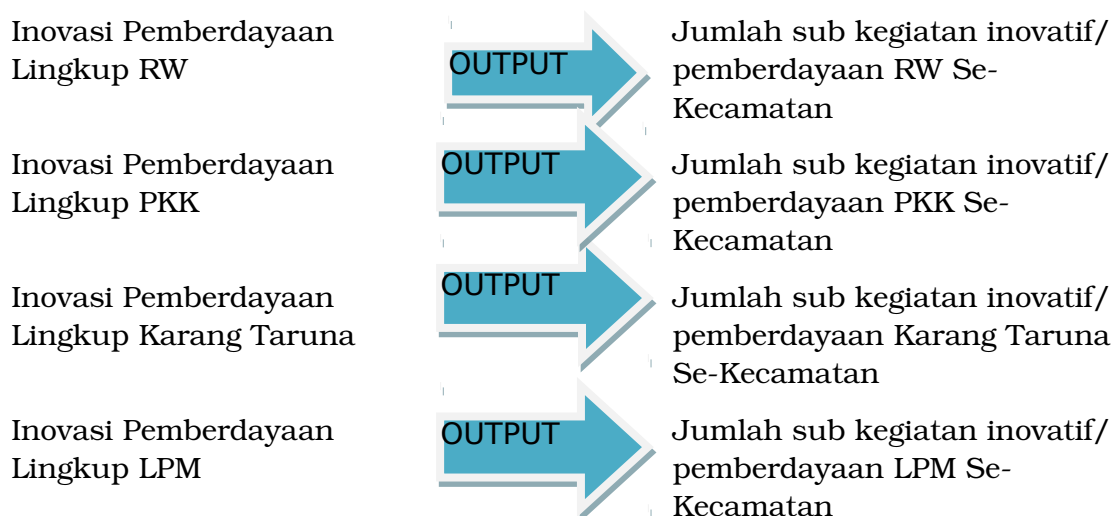 Inovasi Pemberdayaan
Lingkup RW
OUTPUT
Jumlah sub kegiatan inovatif/
pemberdayaan RW Se-
Kecamatan
Inovasi Pemberdayaan
Lingkup PKK
OUTPUT
Jumlah sub kegiatan inovatif/
pemberdayaan PKK Se-
Kecamatan
Inovasi Pemberdayaan
Lingkup Karang Taruna
OUTPUT
Jumlah sub kegiatan inovatif/
pemberdayaan Karang Taruna
Se-Kecamatan
Inovasi Pemberdayaan
Lingkup LPM
OUTPUT
Jumlah sub kegiatan inovatif/
pemberdayaan LPM Se-
Kecamatan